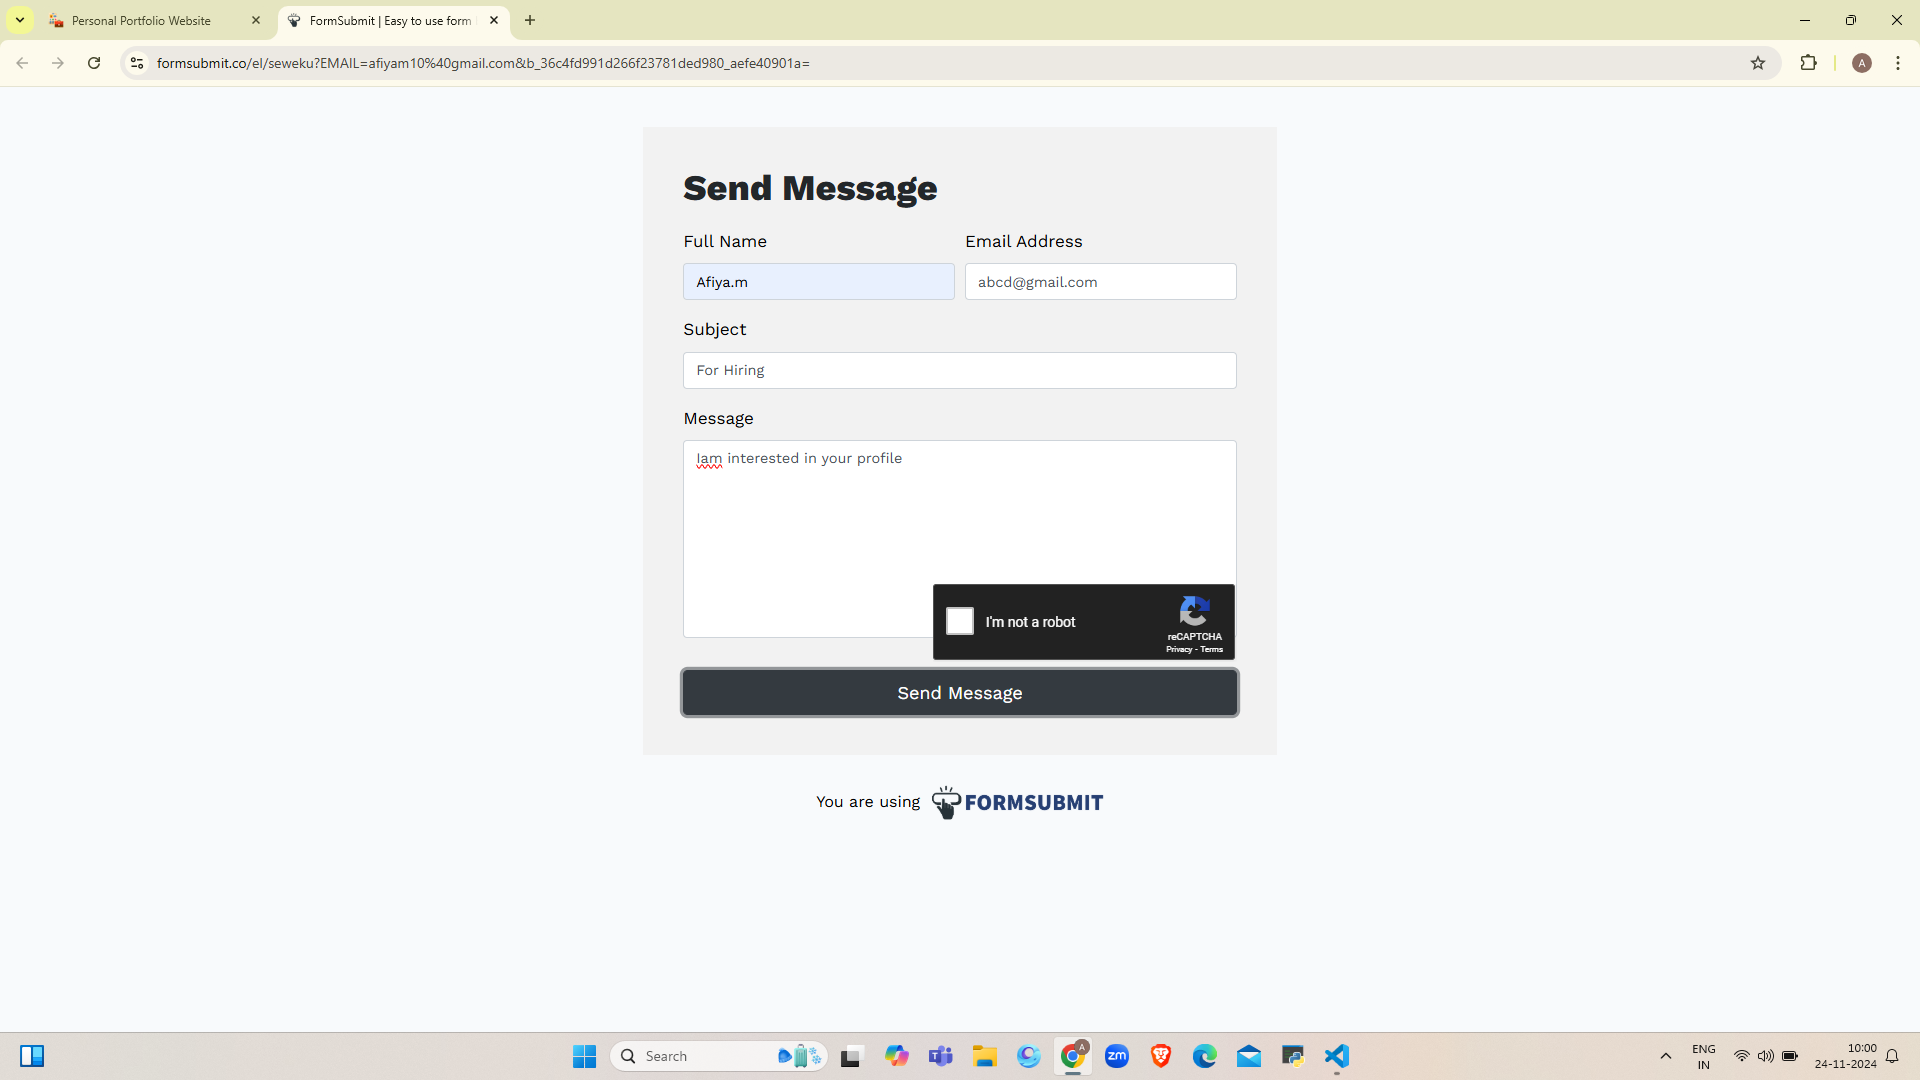 Personal Portfolio Website
FormSubmit | Easy to use form
formsubmit.co/el/seweku?EMAIL=afiyam10%40gmail.com&b_36c4fd991d266f23781ded980_aefe40901a=
A
Send Message
Full Name
Email Address
Afiya.m
abcd@gmail.com
Subject
For Hiring
Message
Iam interested in your profile
I'm not a robot
reCAPTCHA
Privacy - Terms
Send Message
You are using FORMSUBMIT
Search
A
zm
ENG
IN
10:00
24-11-2024